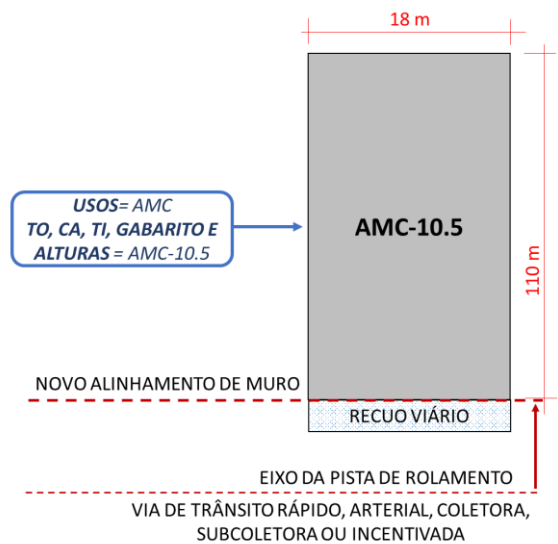 18 m
USOS= AMC
TO, CA, TI, GABARITO E
ALTURAS = AMC-10.5
AMC-10.5
110 m
NOVO ALINHAMENTO DE MURO
RECUO VIÁRIO
EIXO DA PISTA DE ROLAMENTO
VIA DE TRÂNSITO RÁPIDO, ARTERIAL, COLETORA,
SUBCOLETORA OU INCENTIVADA